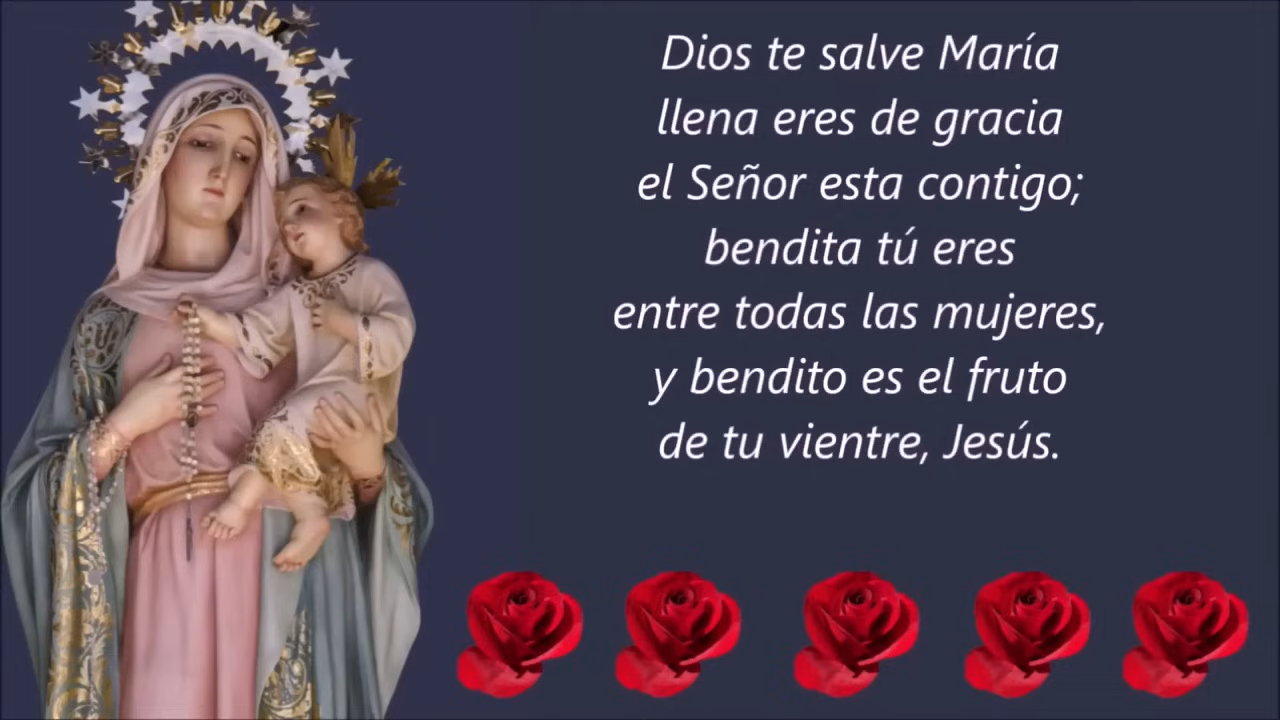 Dios te salve María
llena eres de gracia
el Señor esta contigo;
bendita tú eres
entre todas las mujeres,
y bendito es el fruto
de tu vientre, Jesús.